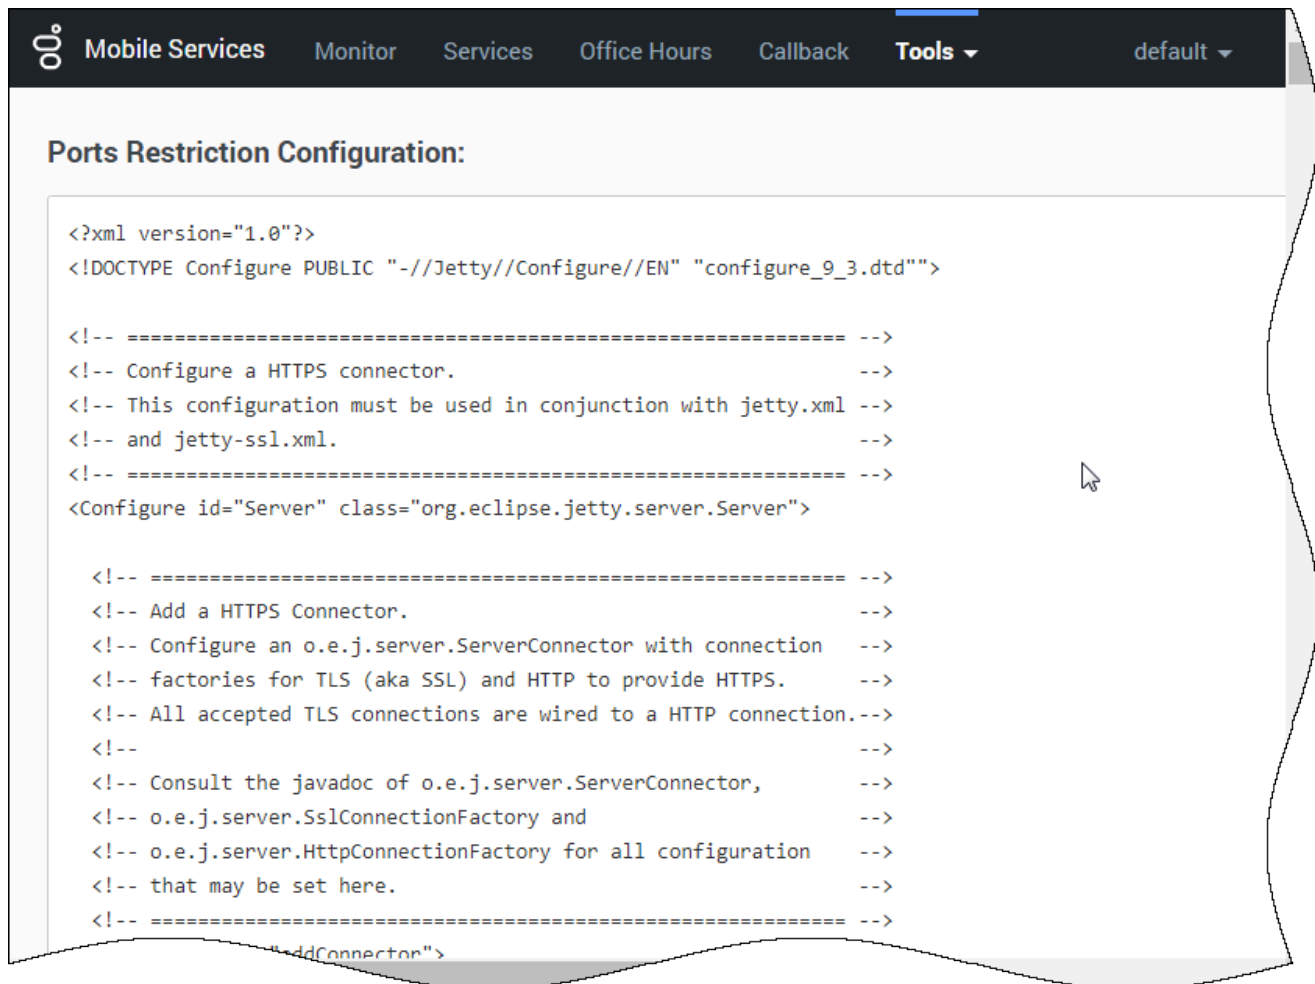 Mobile Services Monitor Services Office Hours Callback Tools default
Ports Restriction Configuration:
<?xml version="1.0"?>
<!DOCTYPE Configure PUBLIC "-//Jetty//Configure//EN" "configure_9_3.dtd"">
<!-- ============================================================= -->
<!-- Configure a HTTPS connector. -->
<!-- This configuration must be used in conjunction with jetty.xml -->
<!-- and jetty-ssl.xml. -->
<!-- ============================================================= -->
<Configure id="Server" class="org.eclipse.jetty.server.Server">
<!-- =========================================================== -->
<!-- Add a HTTPS Connector. -->
<!-- Configure an o.e.j.server.ServerConnector with connection -->
<!-- factories for TLS (aka SSL) and HTTP to provide HTTPS. -->
<!-- All accepted TLS connections are wired to a HTTP connection.-->
<!-- -->
<!-- Consult the javadoc of o.e.j.server.ServerConnector, -->
<!-- o.e.j.server.SslConnectionFactory and -->
<!-- o.e.j.server.HttpConnectionFactory for all configuration -->
<!-- that may be set here. -->
<!-- =========================================================== -->
"addConnector">